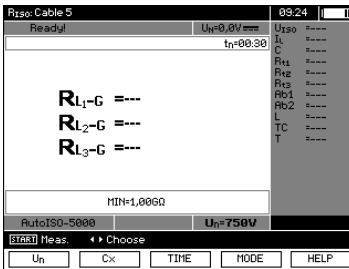 RISO: Cable 5 09:24
Ready! UN=0,0V
tn=00:30
UISO =---
IL =---
C =---
Rt1 =---
Rt2 =---
Rt3 =---
Ab1 =---
Ab2 =---
L =---
TC =---
T =---
RL1-G =---
RL2-G =---
RL3-G =---
MIN=1,00GΩ
AutoISO-5000 Un=750V
START Meas. Choose
Un Cx TIME MODE HELP